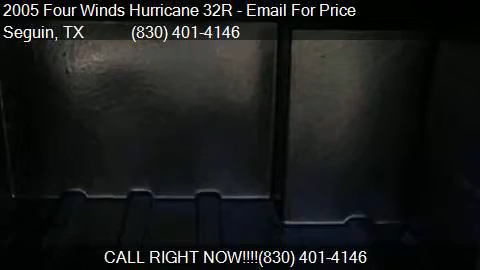 2005 Four Winds Hurricane 32R - Email For Price
Seguin, TX (830) 401-4146
CALL RIGHT NOW!!!!(830) 401-4146